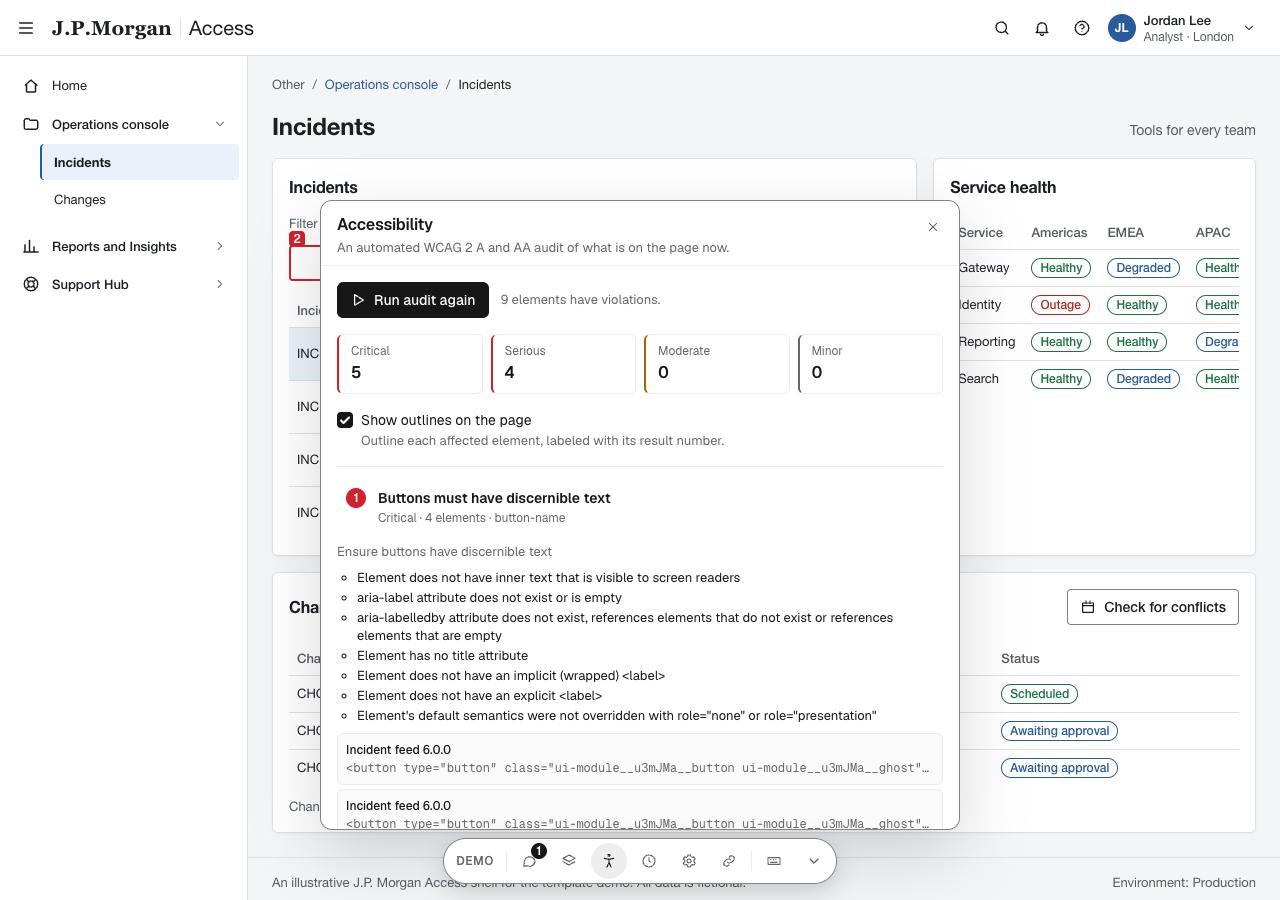 J.P.Morgan Access
JL
Jordan Lee
Analyst · London
Home
Operations console
Incidents
Changes
Reports and Insights
Support Hub
Other / Operations console / Incidents
Incidents
Tools for every team
Incidents
Filter
2
Inci
INC
INC
INC
INC
Service health
Service Americas EMEA APAC
Gateway Healthy Degraded Health
Identity Outage Healthy Health
Reporting Healthy Healthy Degra
Search Healthy Degraded Health
Accessibility
An automated WCAG 2 A and AA audit of what is on the page now.
Run audit again
9 elements have violations.
Critical
5
Serious
4
Moderate
0
Minor
0
Show outlines on the page
Outline each affected element, labeled with its result number.
1
Buttons must have discernible text
Critical · 4 elements · button-name
Ensure buttons have discernible text
Element does not have inner text that is visible to screen readers
aria-label attribute does not exist or is empty
aria-labelledby attribute does not exist, references elements that do not exist or references
elements that are empty
Element has no title attribute
Element does not have an implicit (wrapped) <label>
Element does not have an explicit <label>
Element's default semantics were not overridden with role="none" or role="presentation"
Incident feed 6.0.0
<button type="button" class="ui-module__u3mJMa__button ui-module__u3mJMa__ghost"…
Incident feed 6.0.0
<button type="button" class="ui-module__u3mJMa__button ui-module__u3mJMa__ghost"…
Cha
Check for conflicts
Cha
Status
CHG
Scheduled
CHG
Awaiting approval
CHG
Awaiting approval
Chan
DEMO
1
An illustrative J.P. Morgan Access shell for the template demo. All data is fictional.
Environment: Production